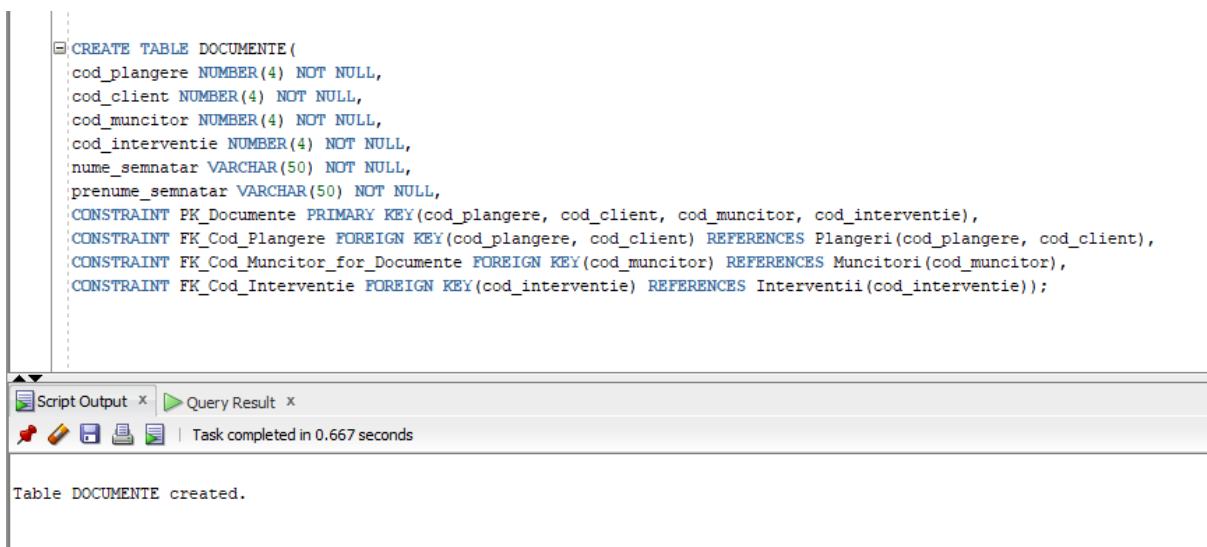 CREATE TABLE DOCUMENTE(
cod_plangere NUMBER(4) NOT NULL,
cod_client NUMBER(4) NOT NULL,
cod_muncitor NUMBER(4) NOT NULL,
cod_interventie NUMBER(4) NOT NULL,
nume_semnatar VARCHAR(50) NOT NULL,
prenume_semnatar VARCHAR(50) NOT NULL,
CONSTRAINT PK_Documente PRIMARY KEY(cod_plangere, cod_client, cod_muncitor, cod_interventie),
CONSTRAINT FK_Cod_Plangere FOREIGN KEY(cod_plangere, cod_client) REFERENCES Plangeri(cod_plangere, cod_client),
CONSTRAINT FK_Cod_Muncitor_for_Documente FOREIGN KEY(cod_muncitor) REFERENCES Muncitori(cod_muncitor),
CONSTRAINT FK_Cod_Interventie FOREIGN KEY(cod_interventie) REFERENCES Interventii(cod_interventie));
Script Output x Query Result x
Task completed in 0.667 seconds
Table DOCUMENTE created.